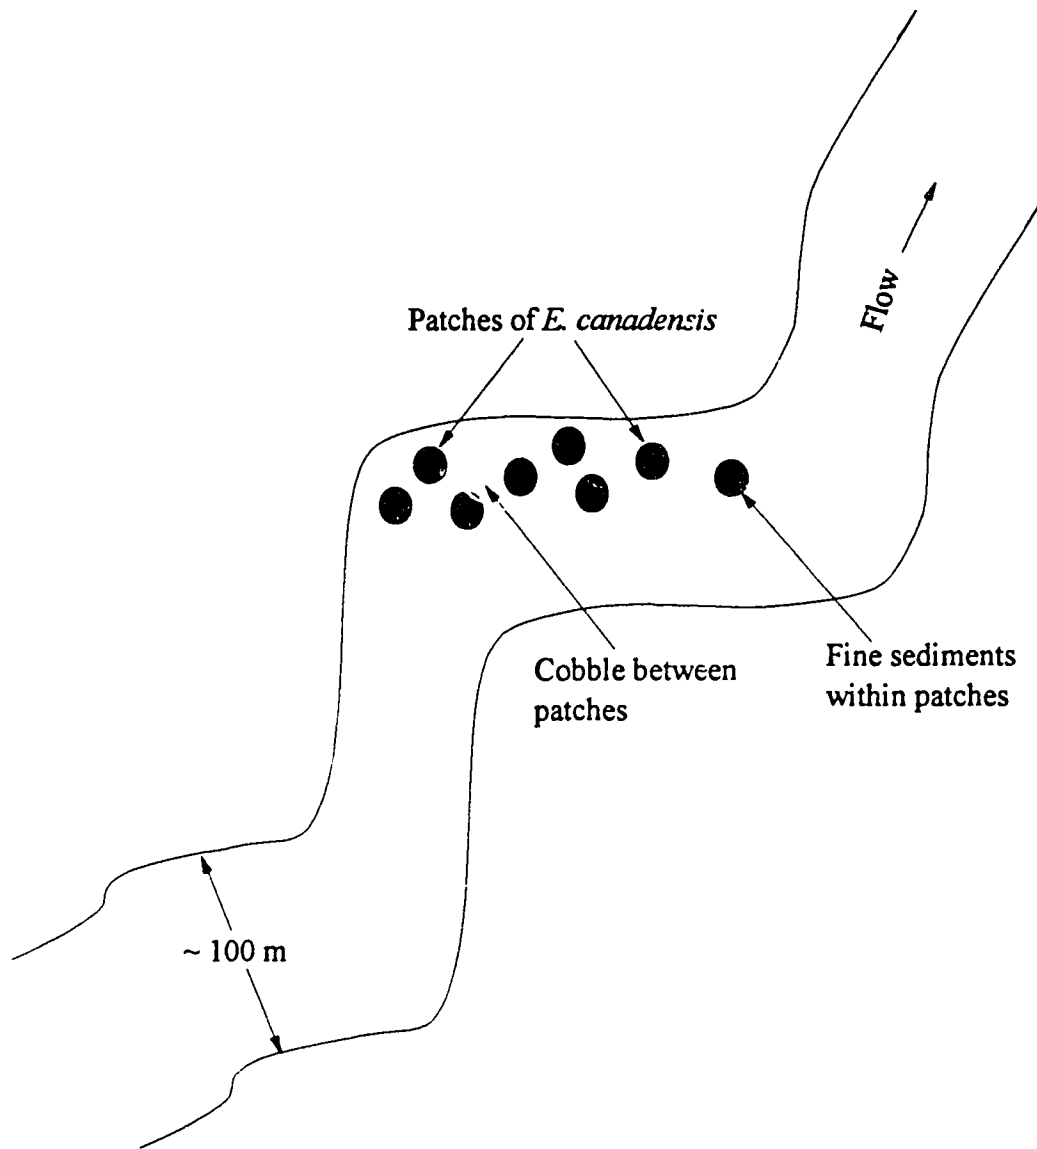 Flow
Patches of E. canadensis
Cobble between
patches
Fine sediments
within patches
~ 100 m